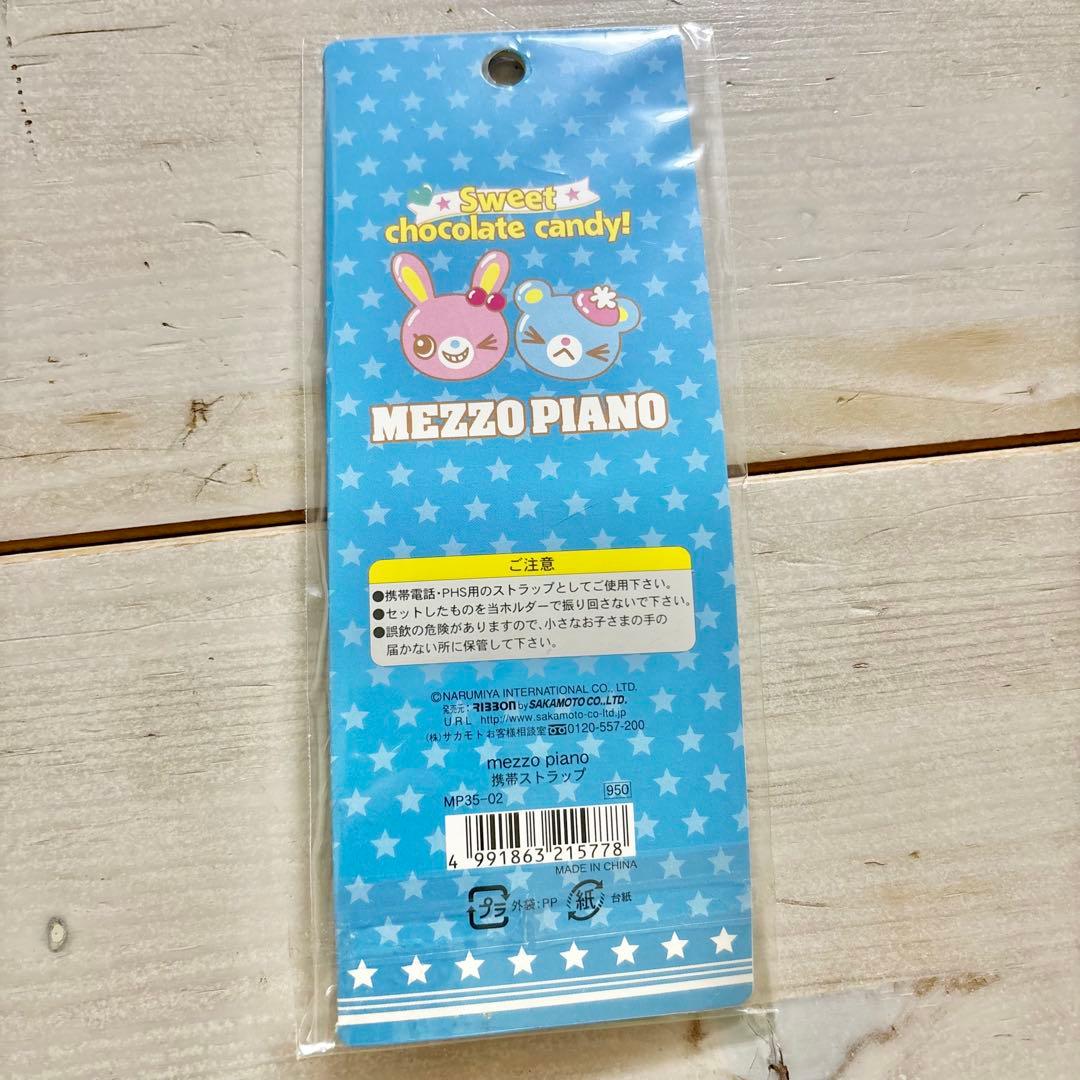 Sweet
chocolate candy!
MEZZO PIANO
ご注意
●携帯電話・PHS用のストラップとしてご使用下さい。
●セットしたものを当ホルダーで振り回さないで下さい。
●誤飲の危険がありますので、小さなお子さまの手の
届かない所に保管して下さい。
©NARUMIYA INTERNATIONAL CO., LTD.
発売元: RIBBON by SAKAMOTO CO.,LTD.
URL http://www.sakamoto-co-ltd.jp
(株)サカモト お客様相談室 0120-557-200
mezzo piano
携帯ストラップ
MP35-02 950
4 991863 215778
MADE IN CHINA
プラ 外袋:PP 紙 台紙